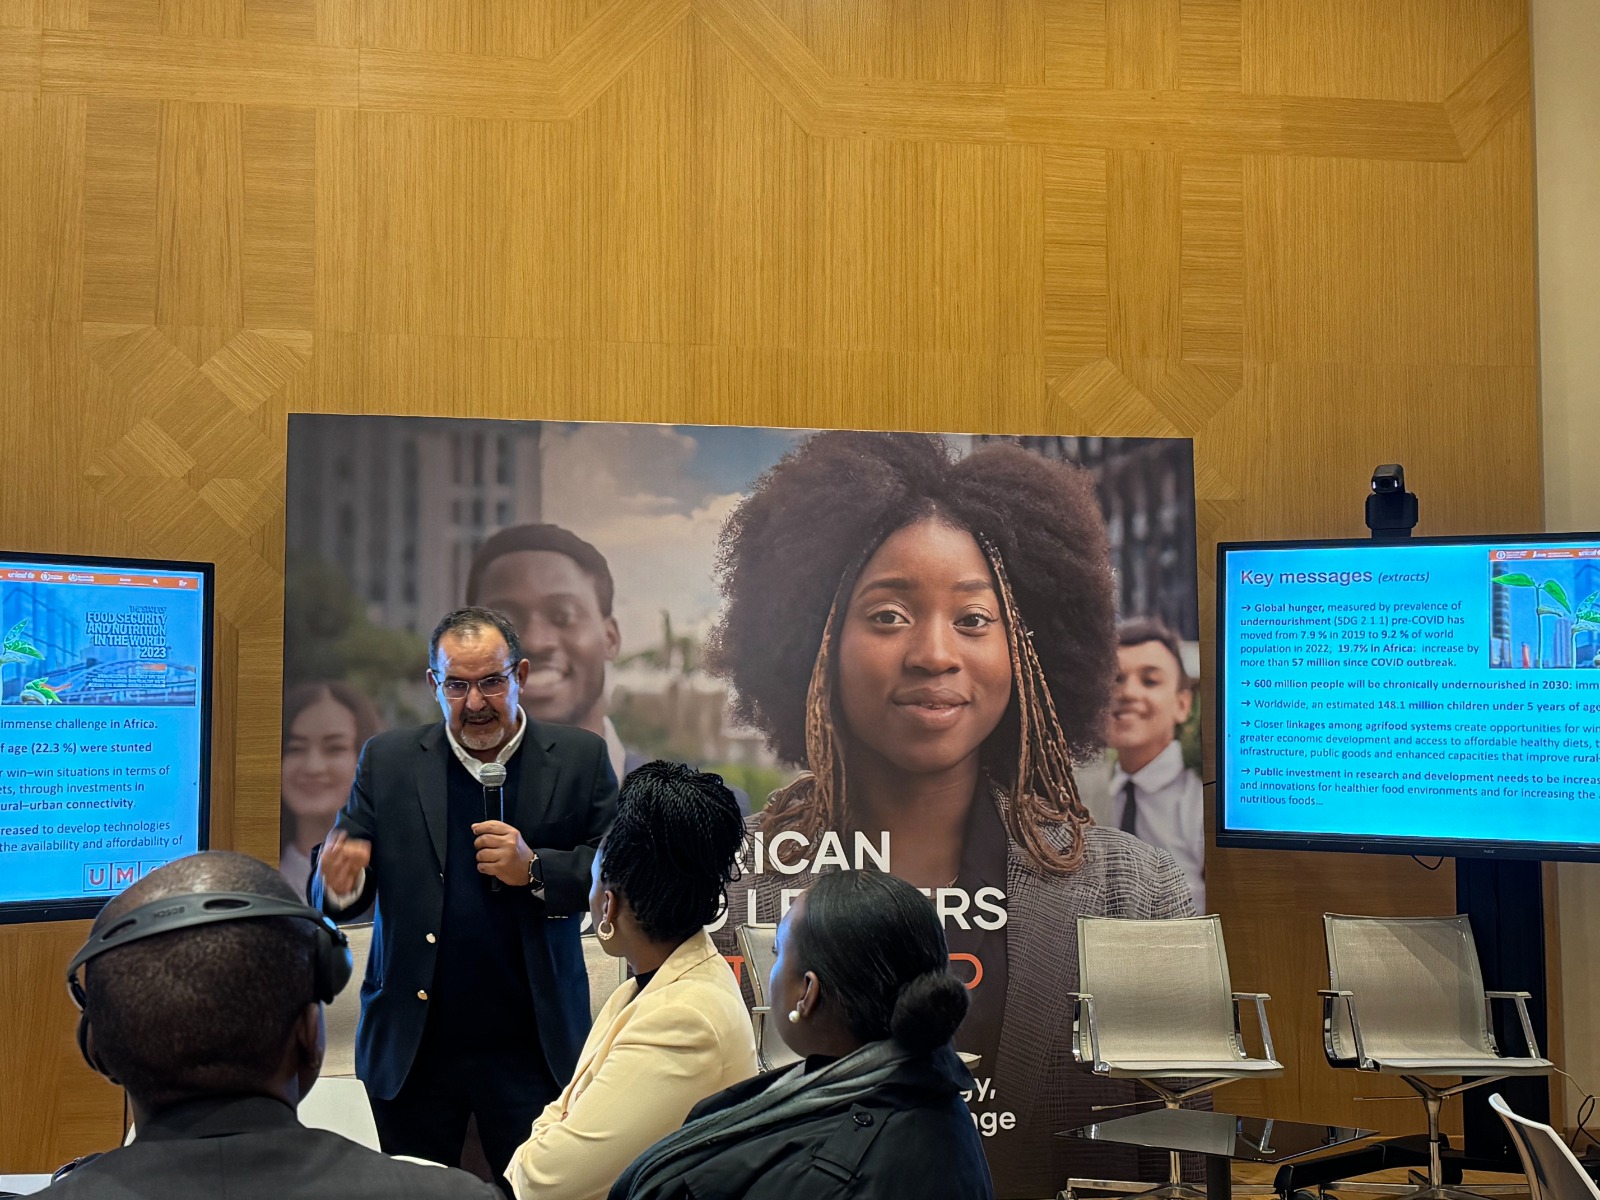 FOOD SECURITY
AND NUTRITION
IN THE WORLD
2023
immense challenge in Africa.
f age (22.3 %) were stunted
r win–win situations in terms of
ets, through investments in
ural–urban connectivity.
reased to develop technologies
the availability and affordability of
UM
BOSCH
RICAN
LE
ERS
gy,
nge
Key messages (extracts)
→ Global hunger, measured by prevalence of
undernourishment (SDG 2.1.1) pre-COVID has
moved from 7.9 % in 2019 to 9.2 % of world
population in 2022, 19.7% in Africa: increase by
more than 57 million since COVID outbreak.
→ 600 million people will be chronically undernourished in 2030: imm
→ Worldwide, an estimated 148.1 million children under 5 years of age
→ Closer linkages among agrifood systems create opportunities for win
greater economic development and access to affordable healthy diets, t
infrastructure, public goods and enhanced capacities that improve rural–
→ Public investment in research and development needs to be increas
and innovations for healthier food environments and for increasing the
nutritious foods...